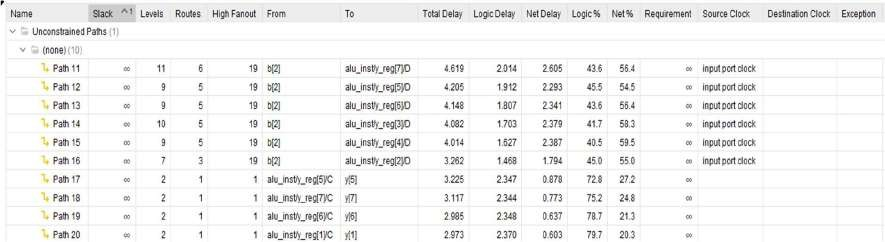 Name Slack ^1 Levels Routes High Fanout From To Total Delay Logic Delay Net Delay Logic % Net % Requirement Source Clock Destination Clock Exception
Unconstrained Paths (1)
(none) (10)
Path 11 ∞ 11 6 19 b[2] alu_inst/y_reg[7]/D 4.619 2.014 2.605 43.6 56.4 ∞ input port clock
Path 12 ∞ 9 5 19 b[2] alu_inst/y_reg[5]/D 4.205 1.912 2.293 45.5 54.5 ∞ input port clock
Path 13 ∞ 9 5 19 b[2] alu_inst/y_reg[6]/D 4.148 1.807 2.341 43.6 56.4 ∞ input port clock
Path 14 ∞ 10 5 19 b[2] alu_inst/y_reg[3]/D 4.082 1.703 2.379 41.7 58.3 ∞ input port clock
Path 15 ∞ 9 5 19 b[2] alu_inst/y_reg[4]/D 4.014 1.627 2.387 40.5 59.5 ∞ input port clock
Path 16 ∞ 7 3 19 b[2] alu_inst/y_reg[2]/D 3.262 1.468 1.794 45.0 55.0 ∞ input port clock
Path 17 ∞ 2 1 1 alu_inst/y_reg[5]/C y[5] 3.225 2.347 0.878 72.8 27.2 ∞
Path 18 ∞ 2 1 1 alu_inst/y_reg[7]/C y[7] 3.117 2.344 0.773 75.2 24.8 ∞
Path 19 ∞ 2 1 1 alu_inst/y_reg[6]/C y[6] 2.985 2.348 0.637 78.7 21.3 ∞
Path 20 ∞ 2 1 1 alu_inst/y_reg[1]/C y[1] 2.973 2.370 0.603 79.7 20.3 ∞